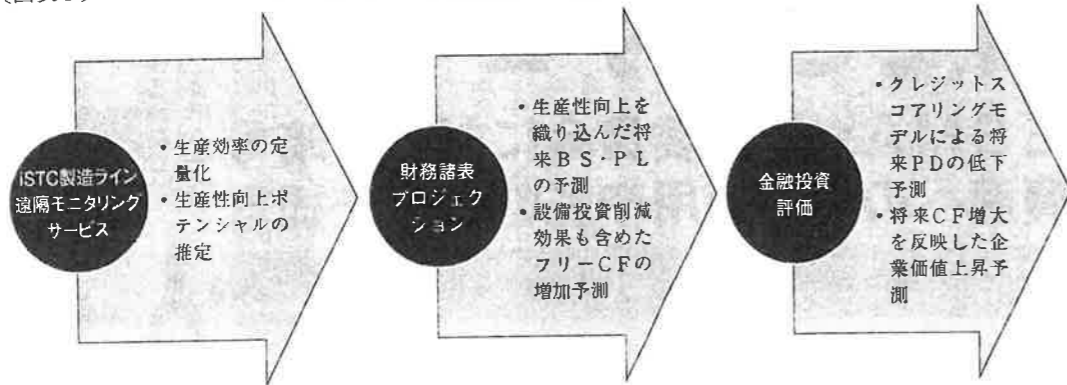 iSTC製造ライン
遠隔モニタリング
サービス
• 生産効率の定
量化
• 生産性向上ポ
テンシャルの
推定
財務諸表
プロジェク
ション
• 生産性向上を
織り込んだ将
来BS・PL
の予測
• 設備投資削減
効果も含めた
フリーCFの
増加予測
金融投資
評価
• クレジットス
コアリングモ
デルによる将
来PDの低下
予測
• 将来CF増大
を反映した企
業価値上昇予
測